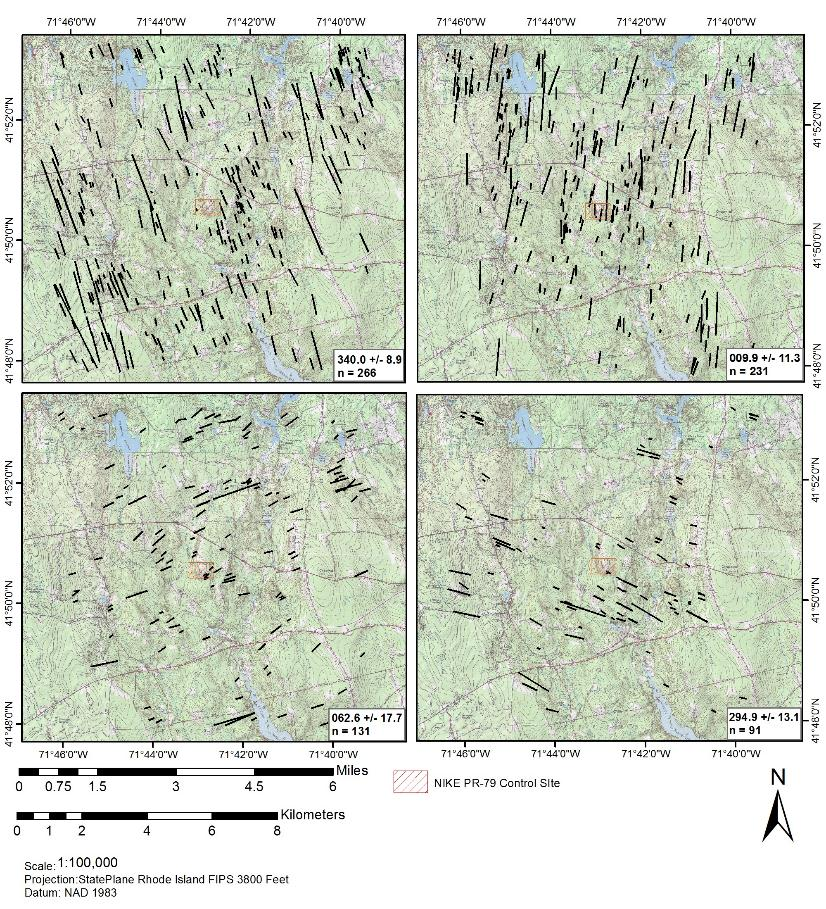 71°46'0"W 71°44'0"W 71°42'0"W 71°40'0"W 71°46'0"W 71°44'0"W 71°42'0"W 71°40'0"W
41°52'0"N 41°52'0"N
41°50'0"N 41°50'0"N
41°48'0"N 41°48'0"N
340.0 +/- 8.9
n = 266
009.9 +/- 11.3
n = 231
41°52'0"N 41°52'0"N
41°50'0"N 41°50'0"N
41°48'0"N 41°48'0"N
062.6 +/- 17.7
n = 131
294.9 +/- 13.1
n = 91
71°46'0"W 71°44'0"W 71°42'0"W 71°40'0"W 71°46'0"W 71°44'0"W 71°42'0"W 71°40'0"W
Miles
0 0.75 1.5 3 4.5 6
NIKE PR-79 Control Site
N
Kilometers
0 1 2 4 6 8
Scale: 1:100,000
Projection:StatePlane Rhode Island FIPS 3800 Feet
Datum: NAD 1983